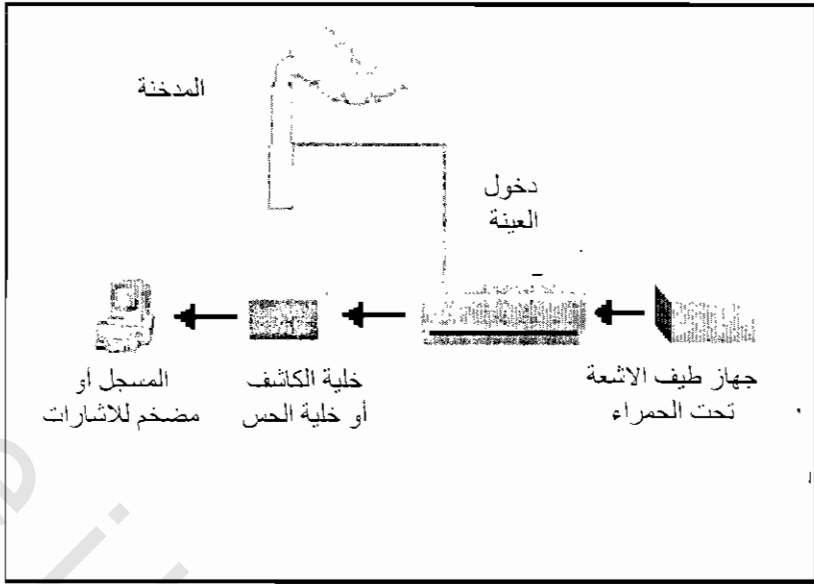 المدخنة
دخول
العينة
جهاز طيف الاشعة
تحت الحمراء
خلية الكاشف
أو خلية الحس
المسجل أو
مضخم للاشارات